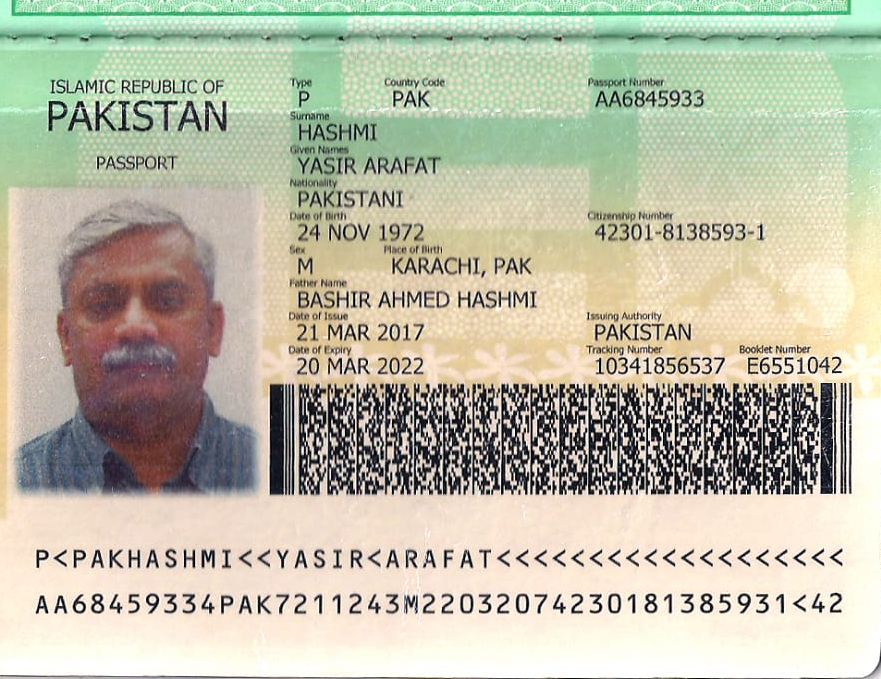 ISLAMIC REPUBLIC OF
PAKISTAN
PASSPORT
Type Country Code Passport Number
P PAK AA6845933
Surname
HASHMI
Given Names
YASIR ARAFAT
Nationality
PAKISTANI
Date of Birth Citizenship Number
24 NOV 1972 42301-8138593-1
Sex Place of Birth
M KARACHI, PAK
Father Name
BASHIR AHMED HASHMI
Date of Issue Issuing Authority
21 MAR 2017 PAKISTAN
Date of Expiry Tracking Number Booklet Number
20 MAR 2022 10341856537 E6551042
P<PAKHASHMI<<YASIR<ARAFAT<<<<<<<<<<<<<<<<<<<
AA68459334PAK7211243M22032074230181385931<42